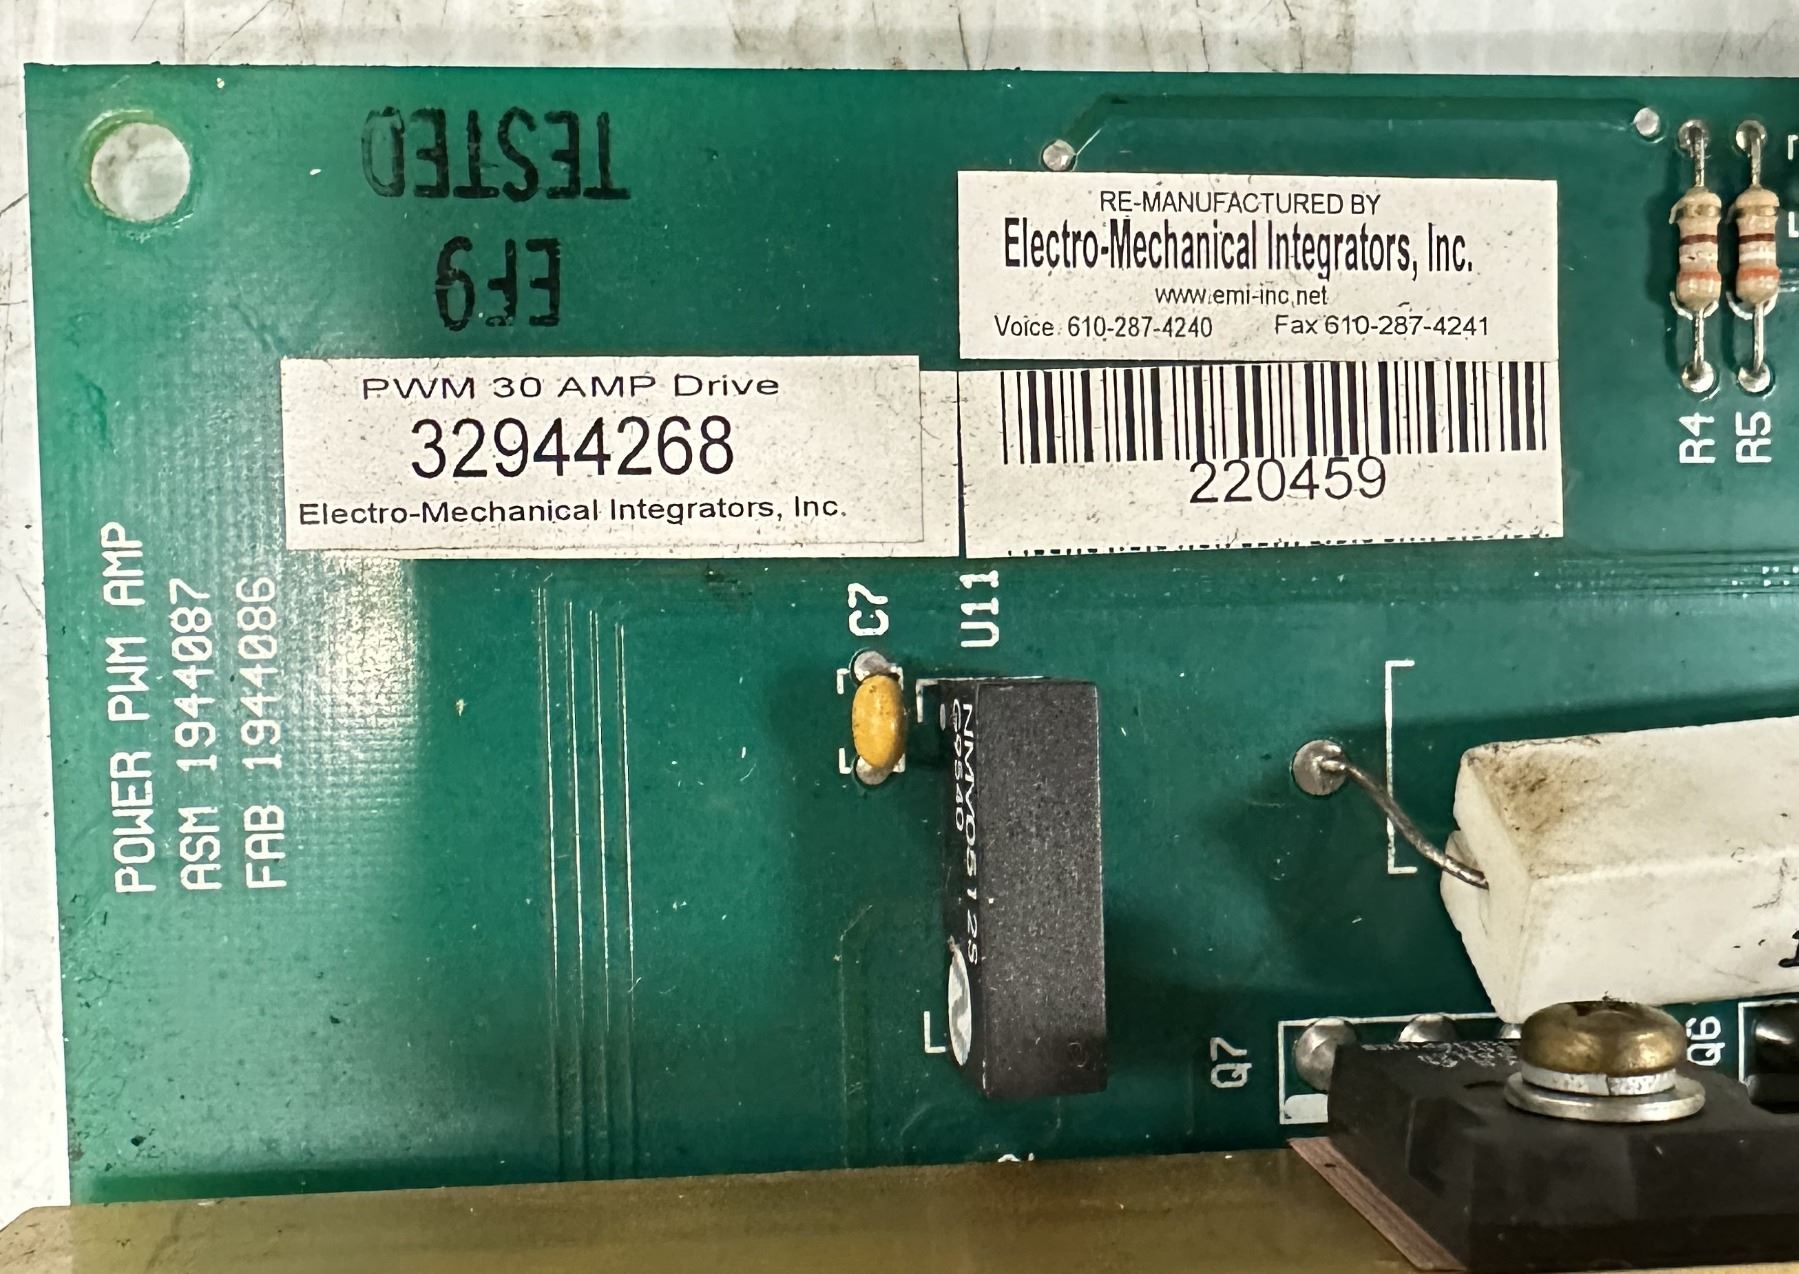 TESTED
EF9
RE-MANUFACTURED BY
Electro-Mechanical Integrators, Inc.
www.emi-inc.net
Voice: 610-287-4240 Fax 610-287-4241
PWM 30 AMP Drive
32944268
Electro-Mechanical Integrators, Inc.
220459
R4
R5
POWER PWM AMP
ASM 1944087
FAB 1944086
C7
U11
NMV0512S
Q7
Q6